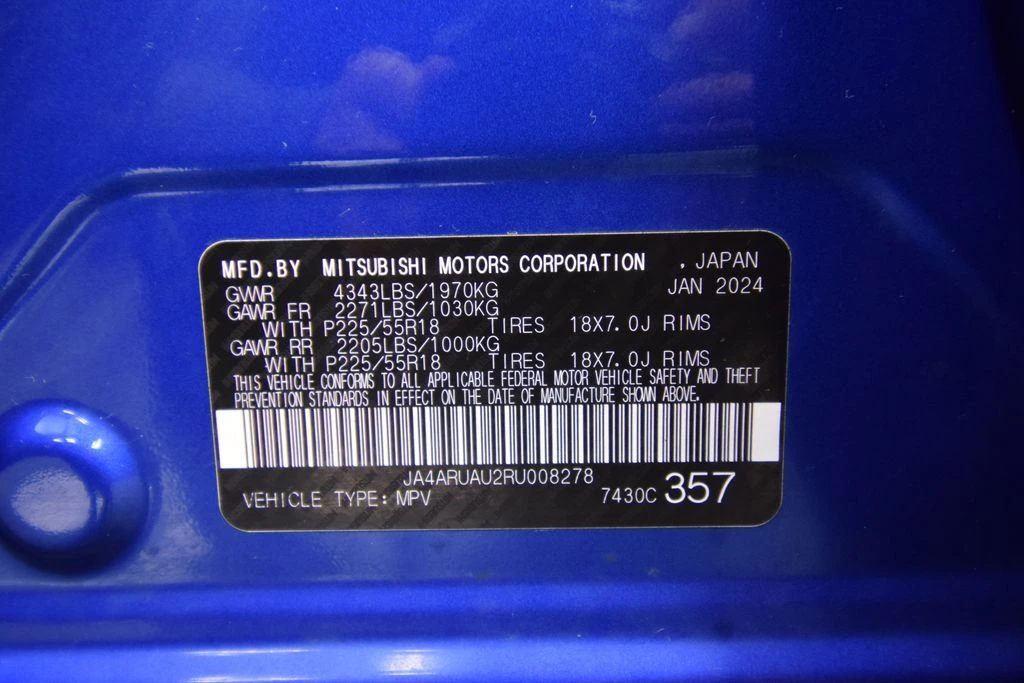 MFD.BY MITSUBISHI MOTORS CORPORATION , JAPAN
GVWR 4343LBS/1970KG JAN 2024
GAWR FR 2271LBS/1030KG
WITH P225/55R18 TIRES 18X7.0J RIMS
GAWR RR 2205LBS/1000KG
WITH P225/55R18 TIRES 18X7.0J RIMS
THIS VEHICLE CONFORMS TO ALL APPLICABLE FEDERAL MOTOR VEHICLE SAFETY AND THEFT
PREVENTION STANDARDS IN EFFECT ON THE DATE OF MANUFACTURE SHOWN ABOVE.
JA4ARUAU2RU008278
VEHICLE TYPE: MPV 7430C 357